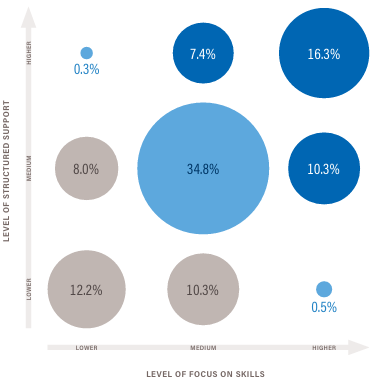 HIGHER
0.3%
7.4%
16.3%
LEVEL OF STRUCTURED SUPPORT
MEDIUM
8.0%
34.8%
10.3%
LOWER
12.2%
10.3%
0.5%
LOWER
MEDIUM
HIGHER
LEVEL OF FOCUS ON SKILLS